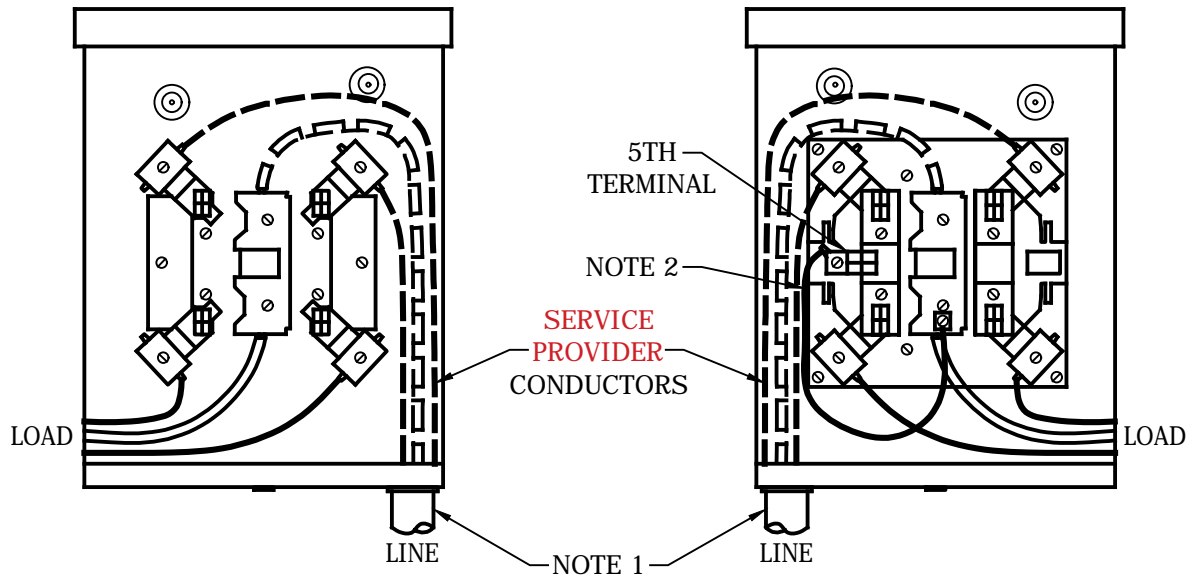 5TH
TERMINAL
NOTE 2
SERVICE
PROVIDER
CONDUCTORS
LOAD
LOAD
LINE
NOTE 1
LINE